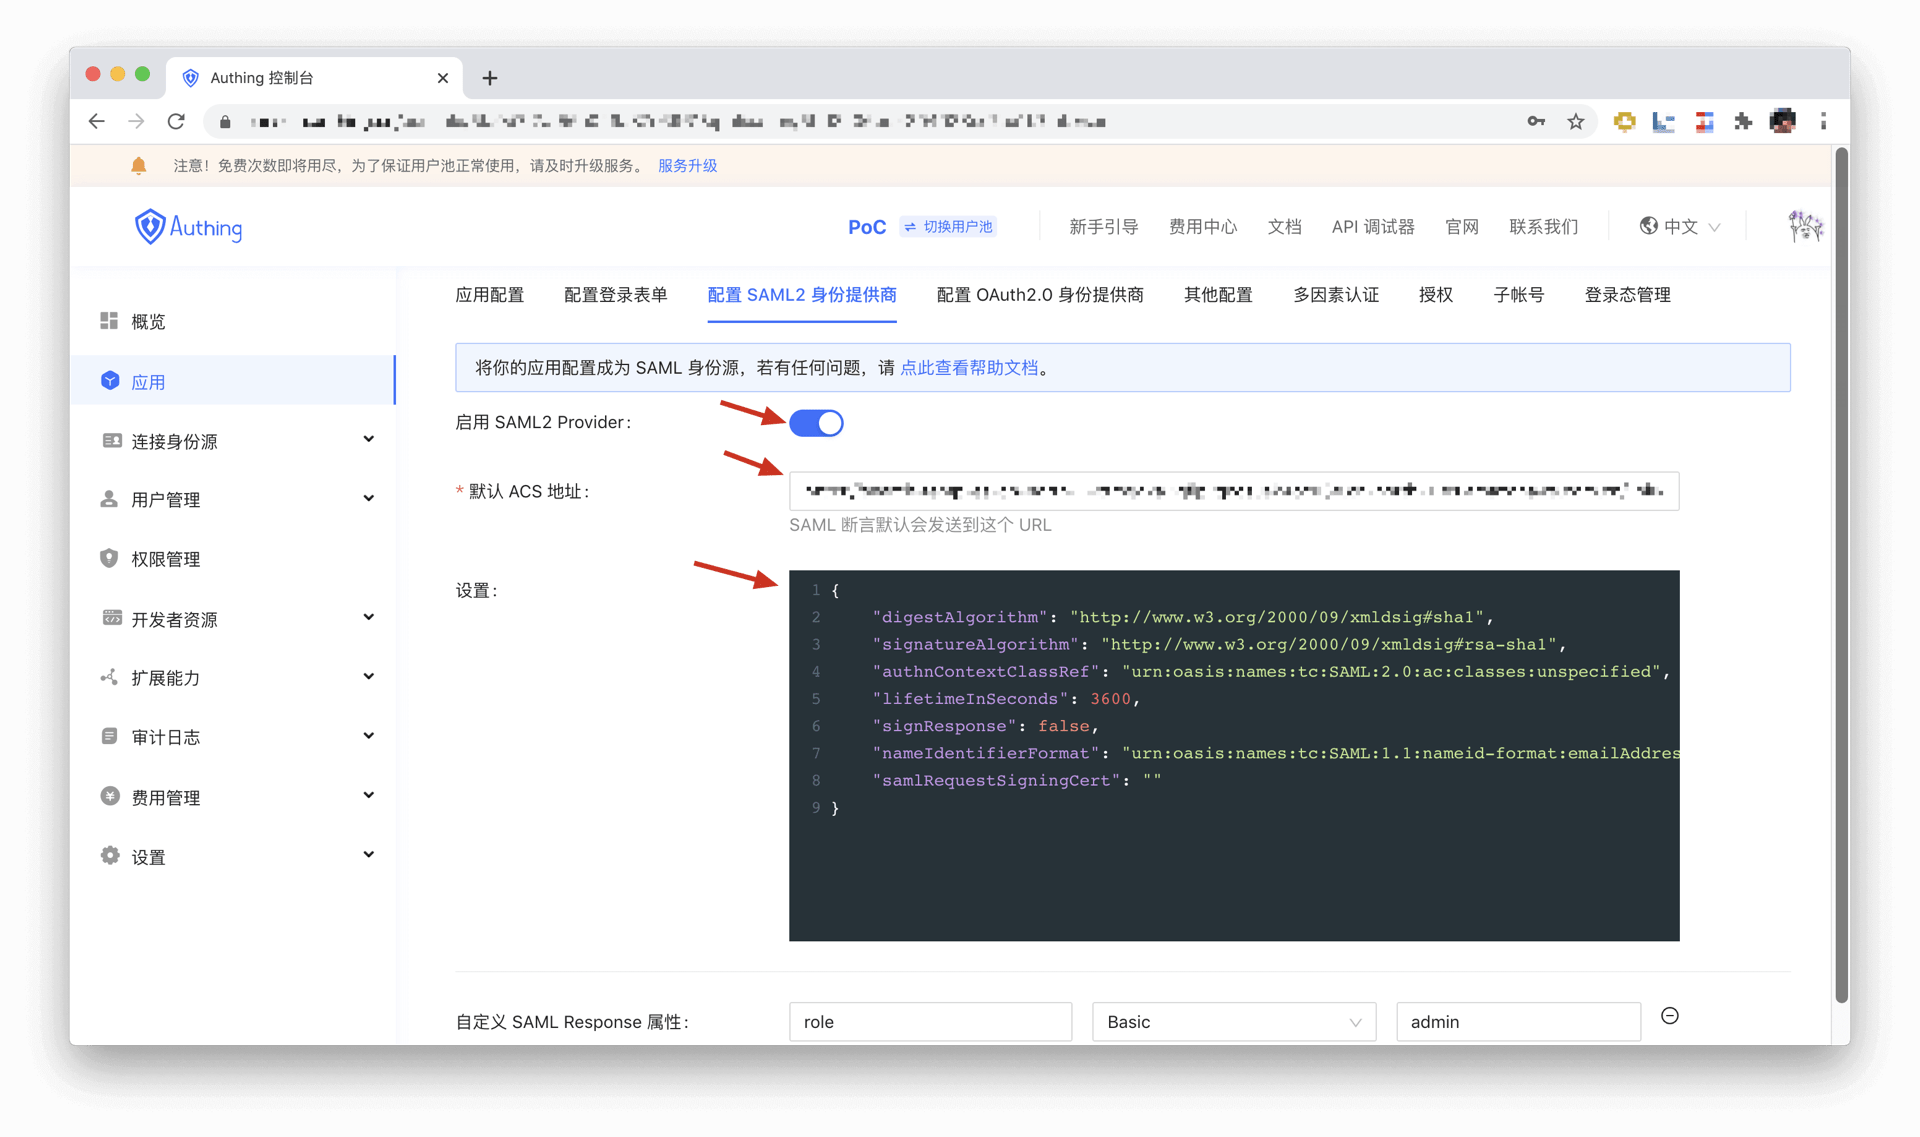 Authing 控制台
注意！免费次数即将用尽，为了保证用户池正常使用，请及时升级服务。 服务升级
Authing
PoC 切换用户池 新手引导 费用中心 文档 API 调试器 官网 联系我们 中文
概览
应用
连接身份源
用户管理
权限管理
开发者资源
扩展能力
审计日志
费用管理
设置
应用配置 配置登录表单 配置 SAML2 身份提供商 配置 OAuth2.0 身份提供商 其他配置 多因素认证 授权 子帐号 登录态管理
将你的应用配置成为 SAML 身份源，若有任何问题，请 点此查看帮助文档。
启用 SAML2 Provider：
* 默认 ACS 地址：
SAML 断言默认会发送到这个 URL
设置：
1 {
2 "digestAlgorithm": "http://www.w3.org/2000/09/xmldsig#sha1",
3 "signatureAlgorithm": "http://www.w3.org/2000/09/xmldsig#rsa-sha1",
4 "authnContextClassRef": "urn:oasis:names:tc:SAML:2.0:ac:classes:unspecified",
5 "lifetimeInSeconds": 3600,
6 "signResponse": false,
7 "nameIdentifierFormat": "urn:oasis:names:tc:SAML:1.1:nameid-format:emailAddres
8 "samlRequestSigningCert": ""
9 }
自定义 SAML Response 属性： role Basic admin